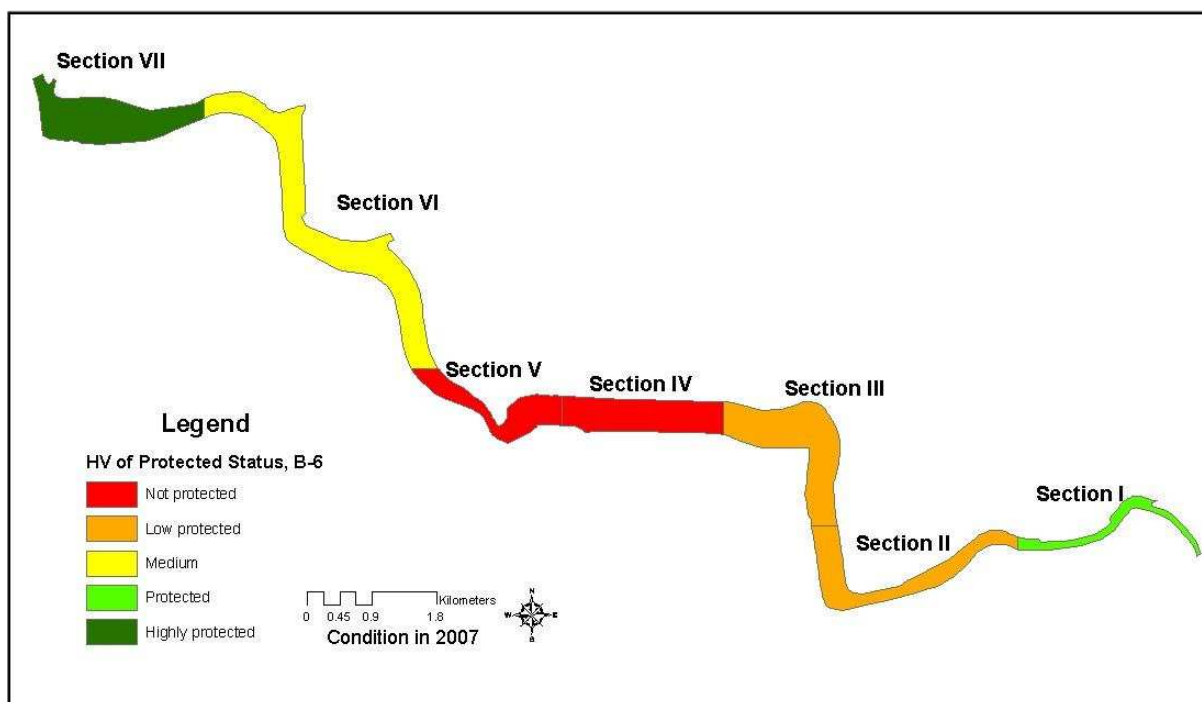 Section VII
Section VI
Section V
Section IV
Section III
Section II
Section I
Legend
HV of Protected Status, B-6
Not protected
Low protected
Medium
Protected
Highly protected
Kilometers
0 0.45 0.9 1.8
Condition in 2007
N
W E
S